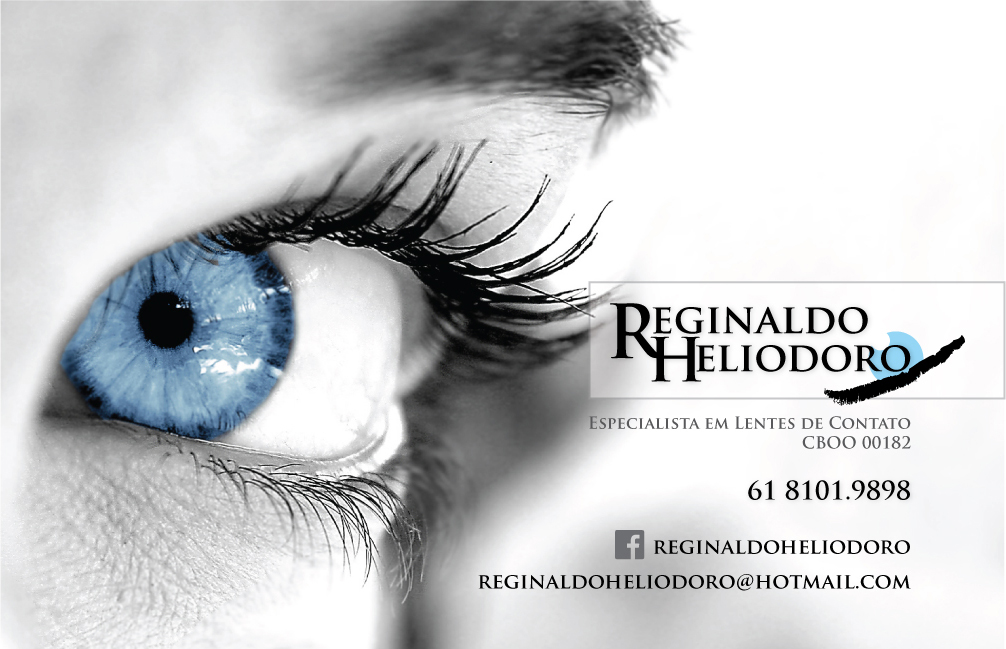 Reginaldo
Heliodoro
Especialista em Lentes de Contato
CBOO 00182
61 8101.9898
f reginaldoheliodoro
reginaldoheliodoro@hotmail.com